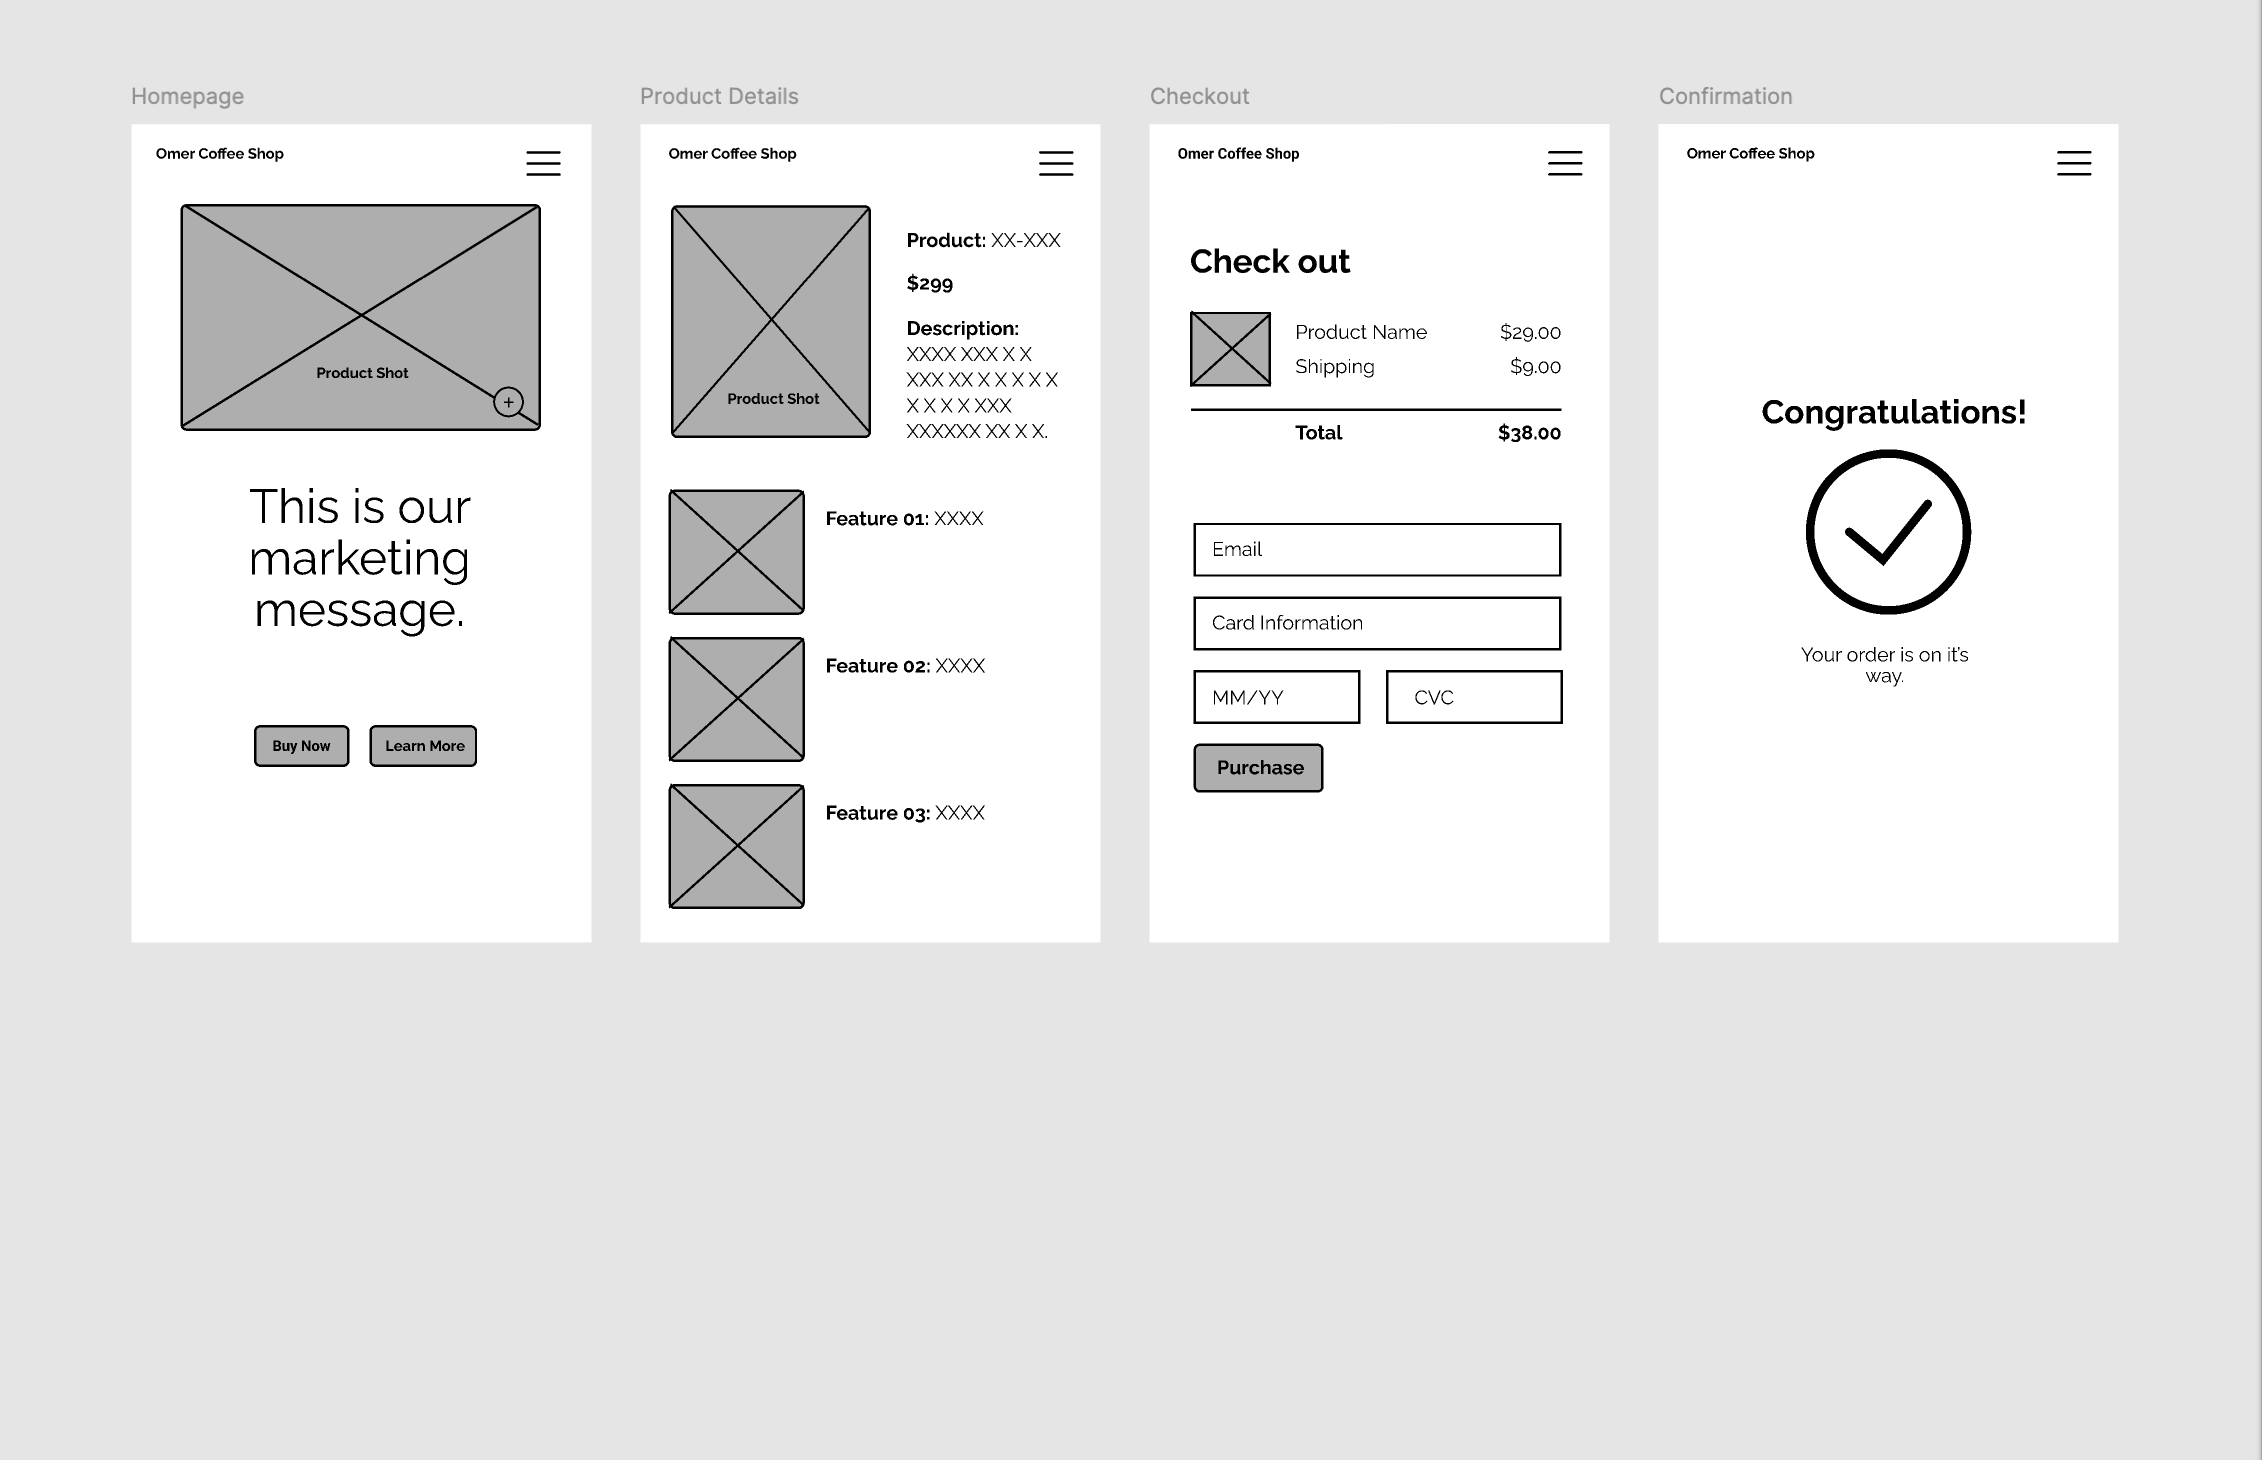 Homepage
Omer Coffee Shop
Product Shot
+
This is our
marketing
message.
Buy Now
Learn More
Product Details
Omer Coffee Shop
Product Shot
Product: XX-XXX
$299
Description:
XXXX XXX X X
XXX XX X X X X X
X X X X XXX
XXXXXX XX X X.
Feature 01: XXXX
Feature 02: XXXX
Feature 03: XXXX
Checkout
Omer Coffee Shop
Check out
Product Name $29.00
Shipping $9.00
Total $38.00
Email
Card Information
MM/YY
CVC
Purchase
Confirmation
Omer Coffee Shop
Congratulations!
Your order is on it's
way.